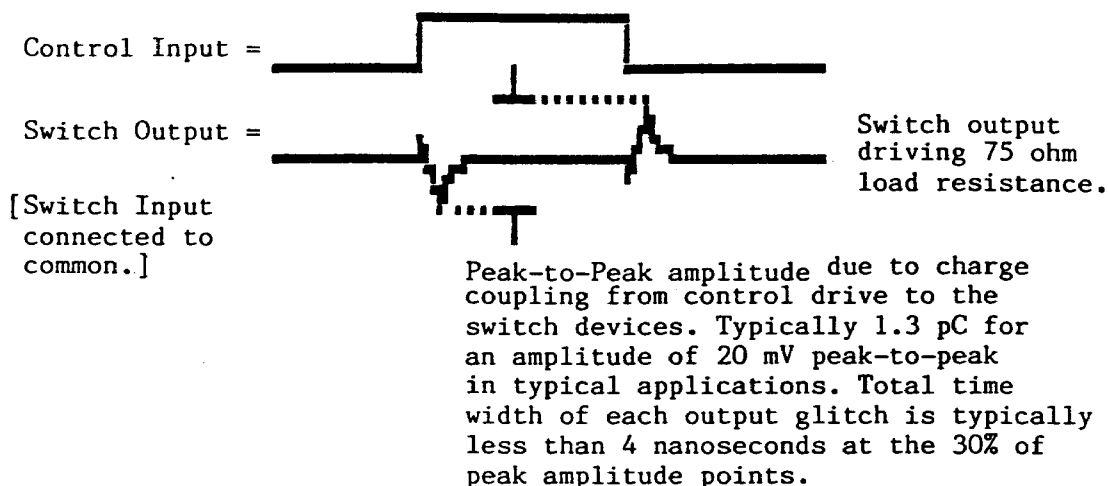 Control Input =
Switch Output =
Switch output
driving 75 ohm
load resistance.
[Switch Input
connected to
common.]
Peak-to-Peak amplitude due to charge
coupling from control drive to the
switch devices. Typically 1.3 pC for
an amplitude of 20 mV peak-to-peak
in typical applications. Total time
width of each output glitch is typically
less than 4 nanoseconds at the 30% of
peak amplitude points.